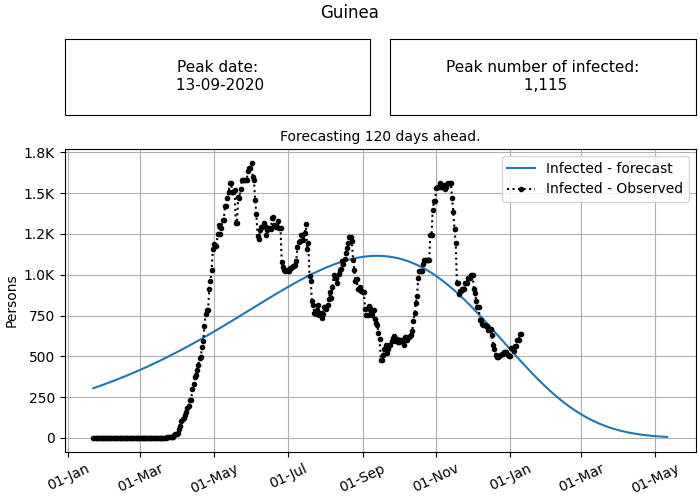 Guinea
Peak date:
13-09-2020
Peak number of infected:
1,115
Forecasting 120 days ahead.
Infected - forecast
Infected - Observed
Persons
1.8K
1.5K
1.2K
1.0K
750
500
250
0
01-Jan
01-Mar
01-May
01-Jul
01-Sep
01-Nov
01-Jan
01-Mar
01-May